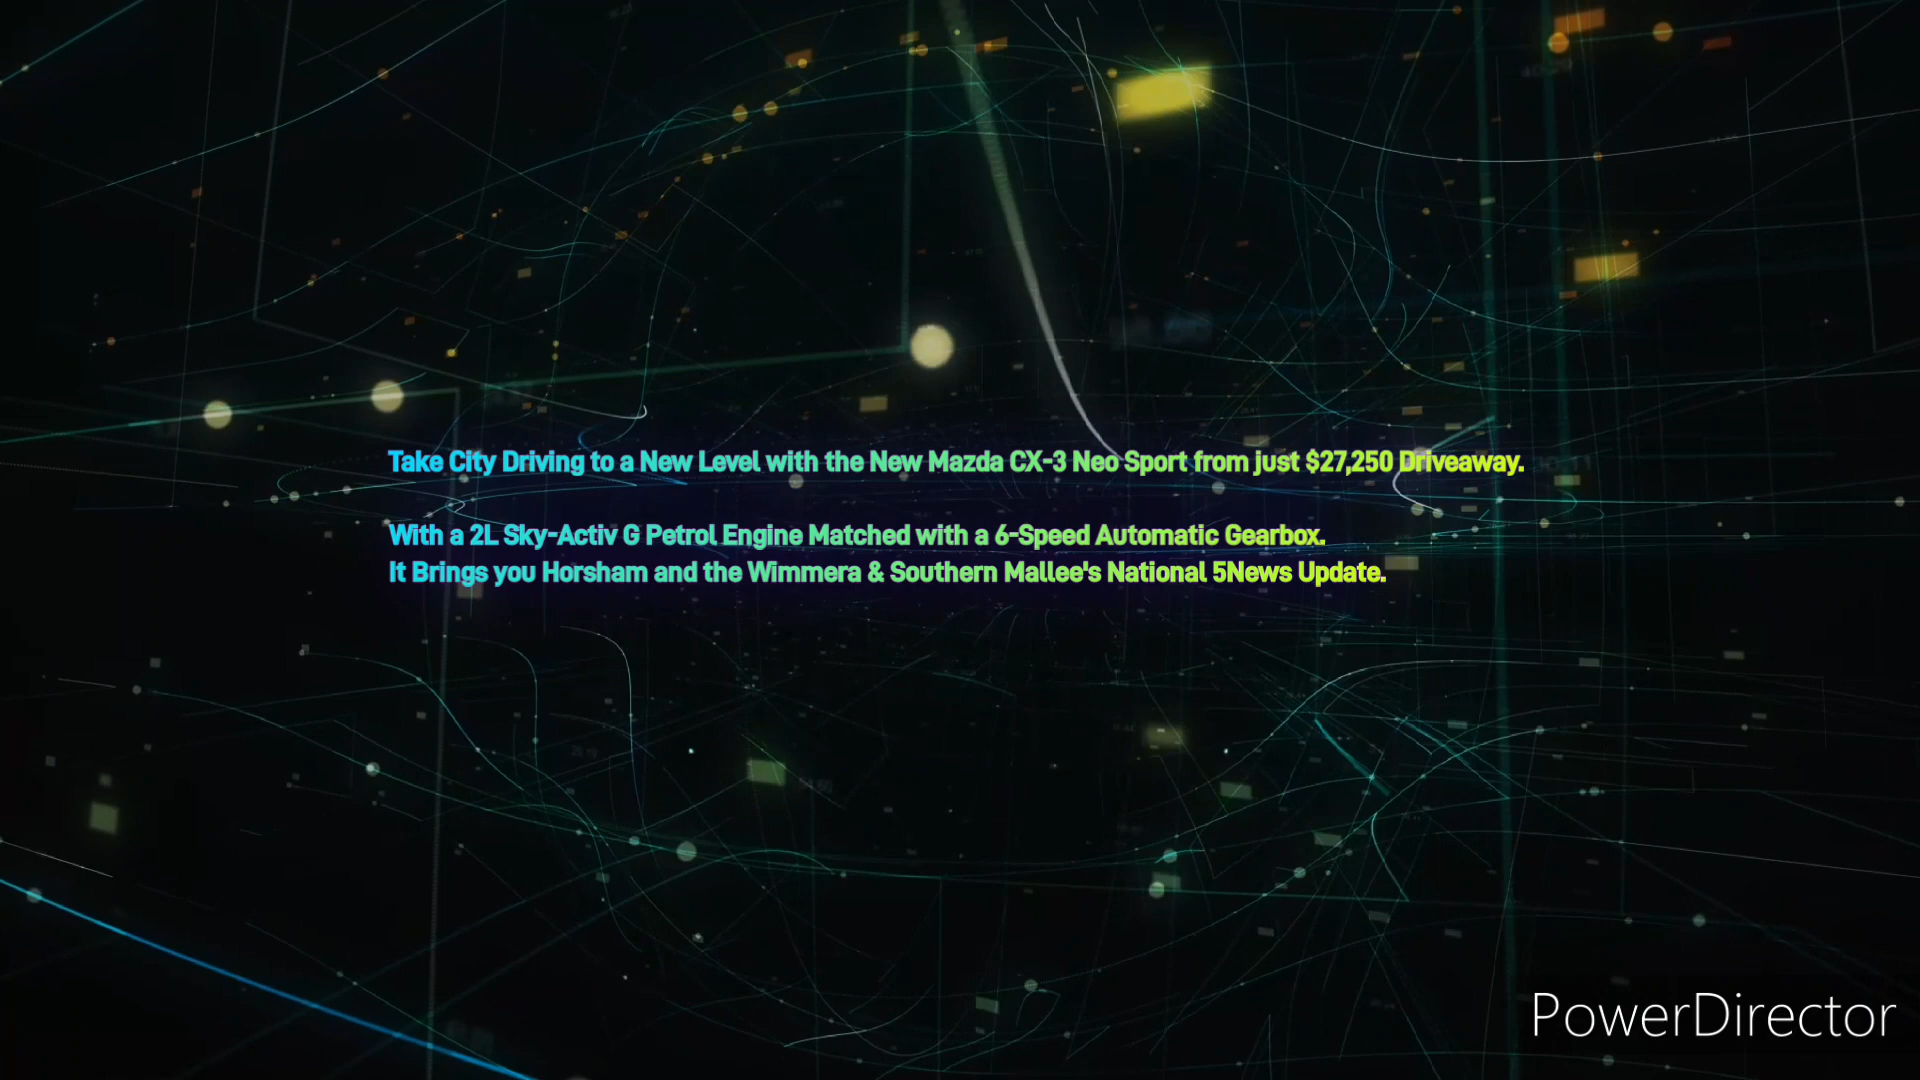 Take City Driving to a New Level with the New Mazda CX-3 Neo Sport from just $27,250 Driveaway.
With a 2L Sky-Activ G Petrol Engine Matched with a 6-Speed Automatic Gearbox.
It Brings you Horsham and the Wimmera & Southern Mallee's National 5News Update.
PowerDirector